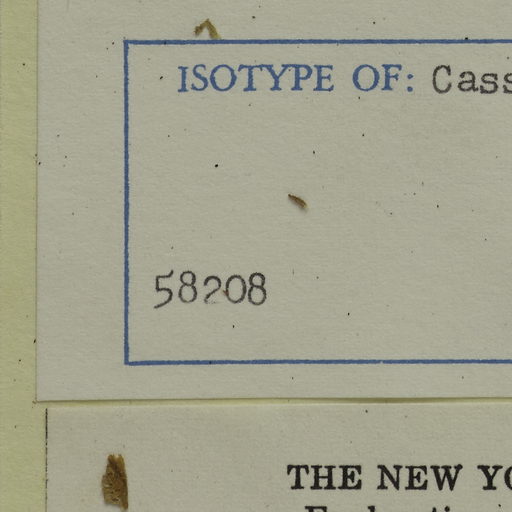 ISOTYPE OF: Cass
58208
THE NEW YO